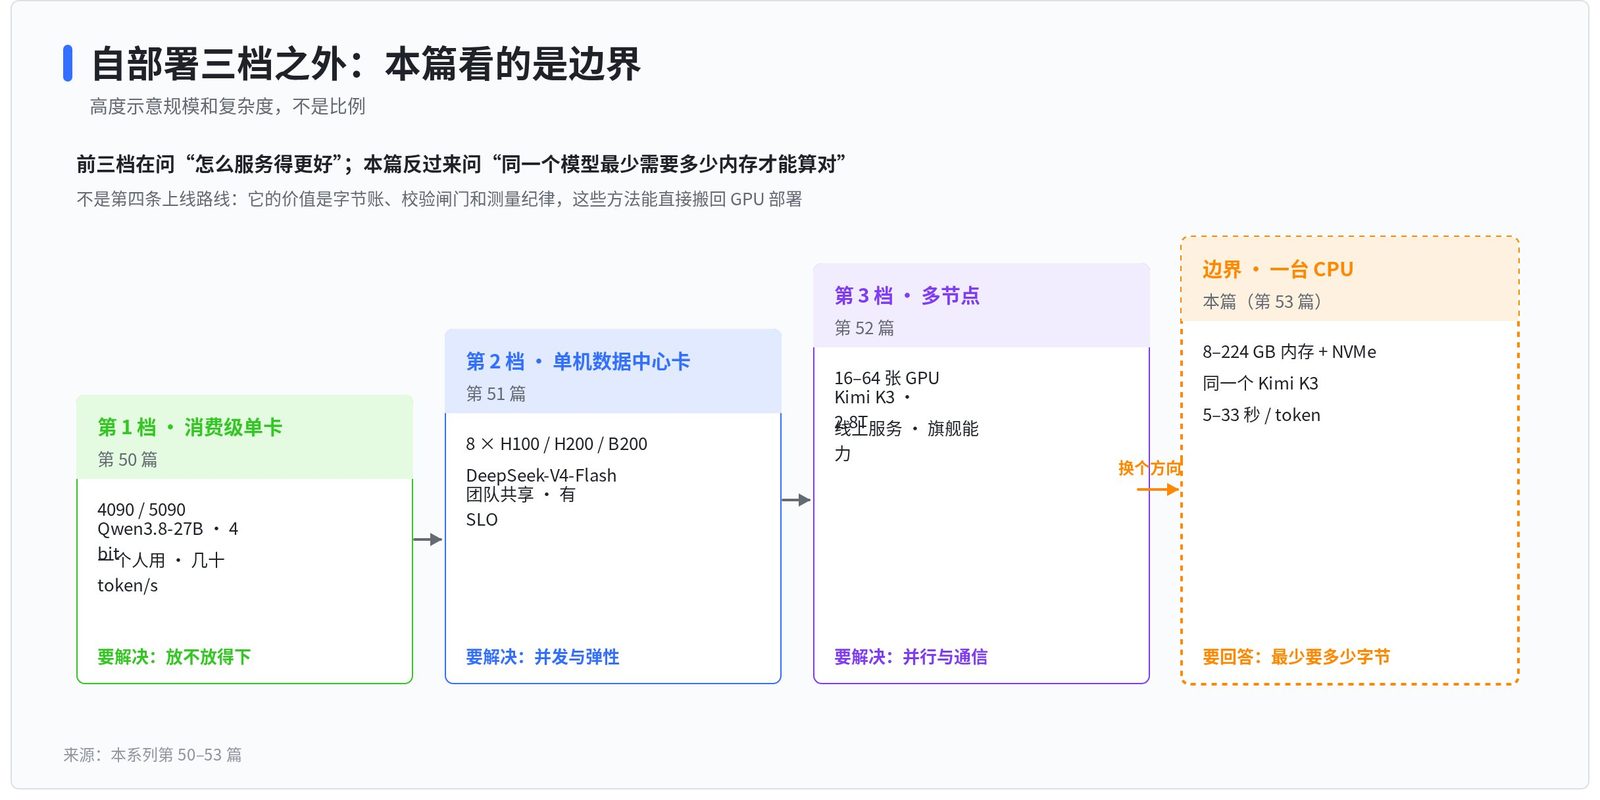 自部署三档之外：本篇看的是边界
高度示意规模和复杂度，不是比例
前三档在问“怎么服务得更好”；本篇反过来问“同一个模型最少需要多少内存才能算对”
不是第四条上线路线：它的价值是字节账、校验闸门和测量纪律，这些方法能直接搬回 GPU 部署
第 1 档 · 消费级单卡
第 50 篇
4090 / 5090
Qwen3.8-27B · 4
bit
一个人用 · 几十
token/s
要解决：放不放得下
第 2 档 · 单机数据中心卡
第 51 篇
8 × H100 / H200 / B200
DeepSeek-V4-Flash
团队共享 · 有
SLO
要解决：并发与弹性
第 3 档 · 多节点
第 52 篇
16–64 张 GPU
Kimi K3 ·
2.8T
线上服务 · 旗舰能
力
要解决：并行与通信
换个方向
边界 · 一台 CPU
本篇（第 53 篇）
8–224 GB 内存 + NVMe
同一个 Kimi K3
5–33 秒 / token
要回答：最少要多少字节
来源：本系列第 50–53 篇